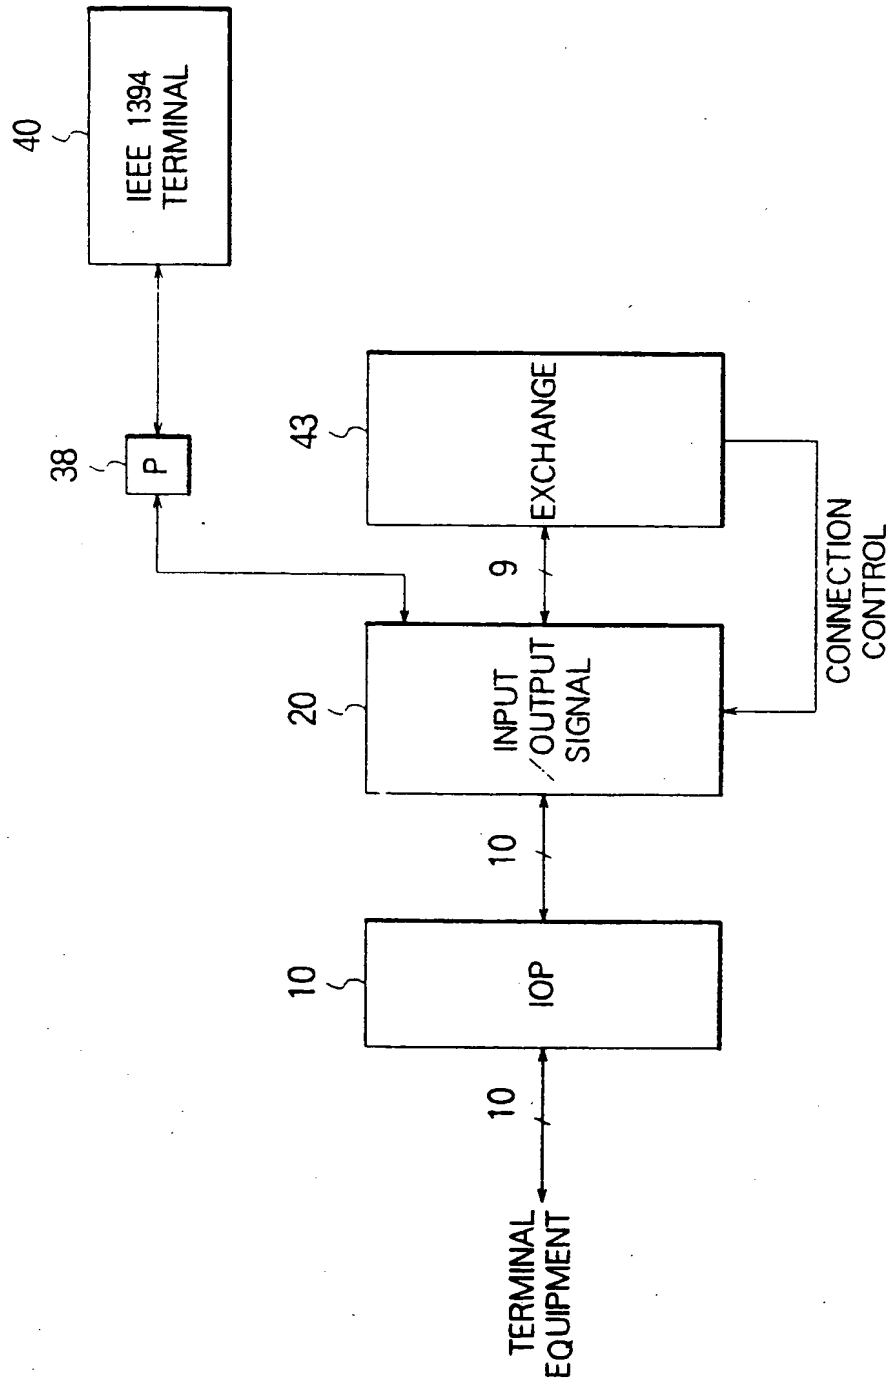 40
IEEE 1394
TERMINAL
38
P
43
EXCHANGE
9
20
INPUT
/OUTPUT
SIGNAL
CONNECTION
CONTROL
10
10
IOP
10
TERMINAL
EQUIPMENT